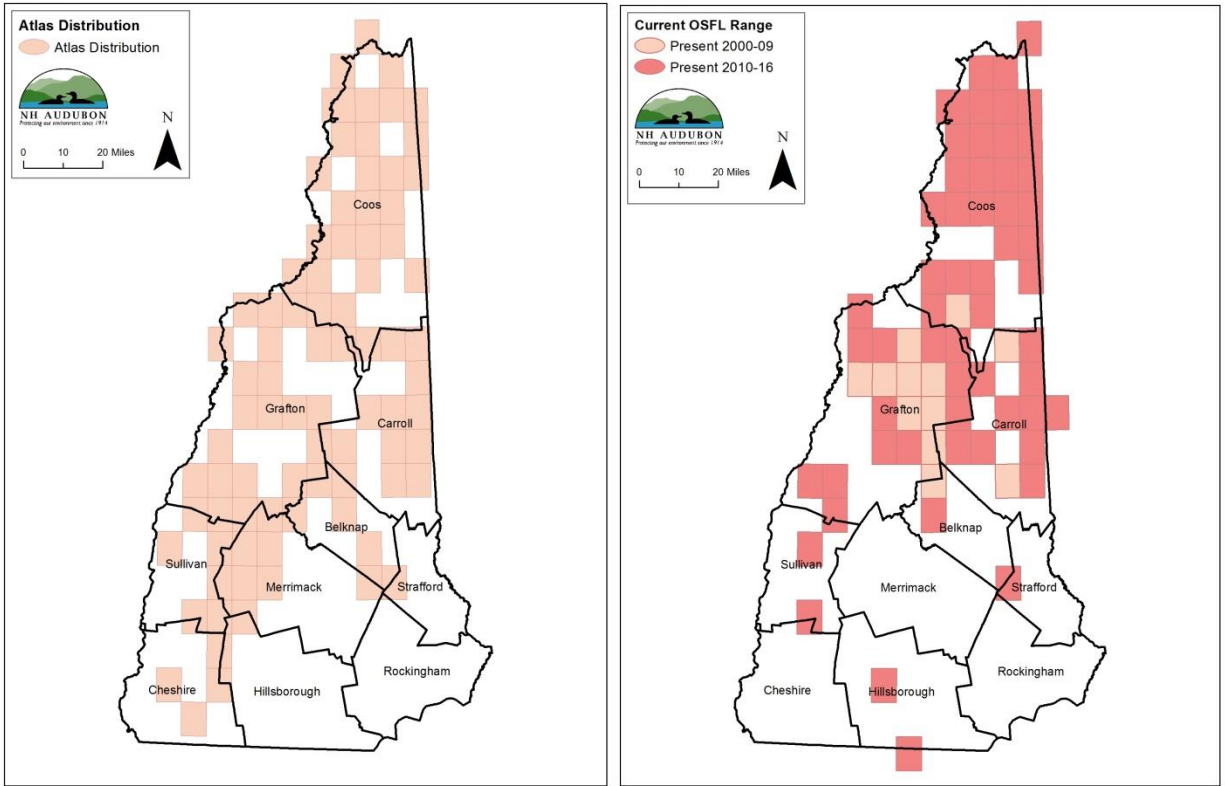 Atlas Distribution
Atlas Distribution
NH AUDUBON
Protecting our environment since 1914
N
0 10 20 Miles
Coos
Grafton
Carroll
Belknap
Sullivan
Merrimack
Strafford
Rockingham
Cheshire
Hillsborough
Current OSFL Range
Present 2000-09
Present 2010-16
NH AUDUBON
Protecting our environment since 1914
N
0 10 20 Miles
Coos
Grafton
Carroll
Belknap
Sullivan
Merrimack
Strafford
Rockingham
Cheshire
Hillsborough